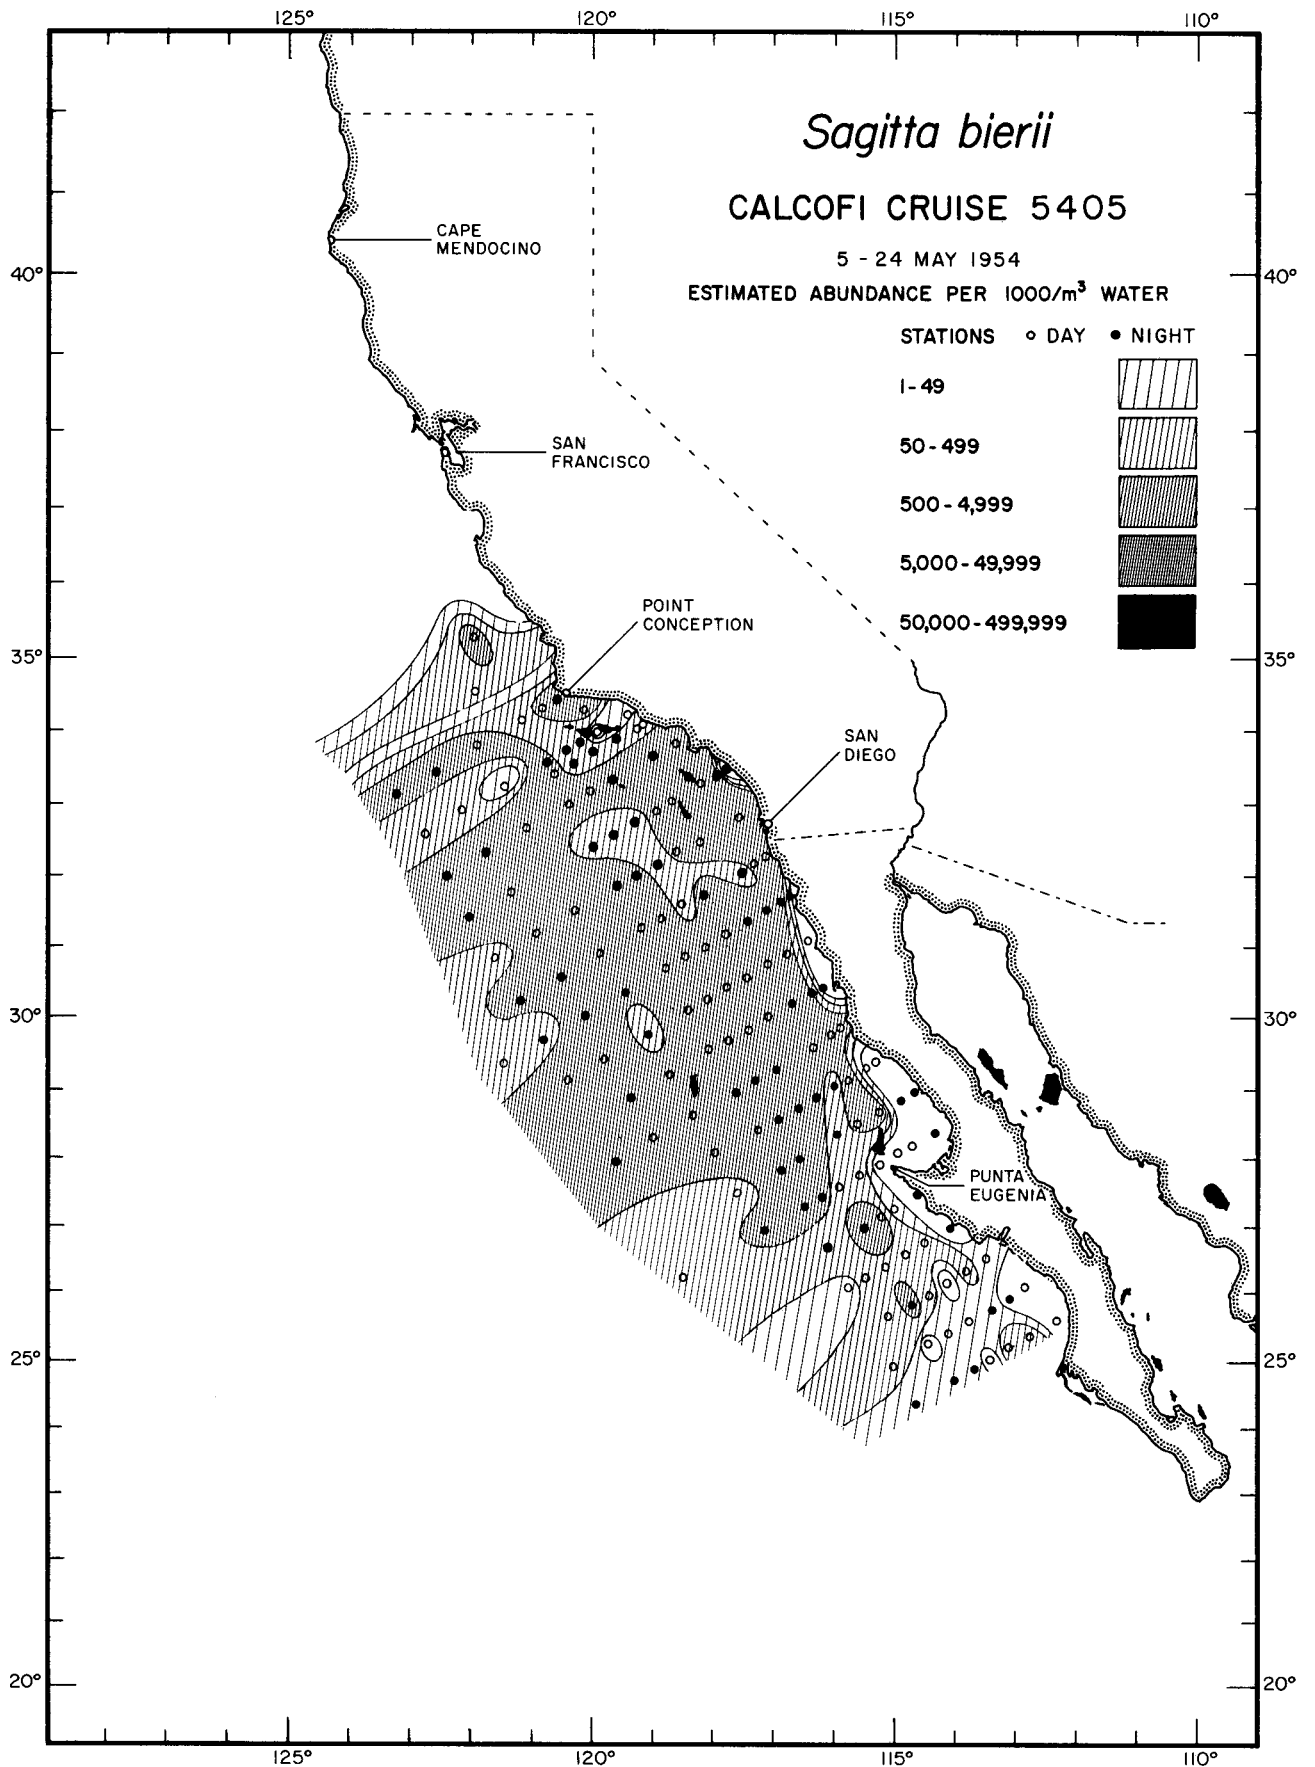 125° 120° 115° 110°
Sagitta bierii
CALCOFI CRUISE 5405
5 - 24 MAY 1954
ESTIMATED ABUNDANCE PER 1000/m³ WATER
STATIONS ○ DAY ● NIGHT
1-49
50-499
500-4,999
5,000-49,999
50,000-499,999
CAPE
MENDOCINO
40° 40°
SAN
FRANCISCO
POINT
CONCEPTION
35° 35°
SAN
DIEGO
30° 30°
PUNTA
EUGENIA
25° 25°
20° 20°
125° 120° 115° 110°